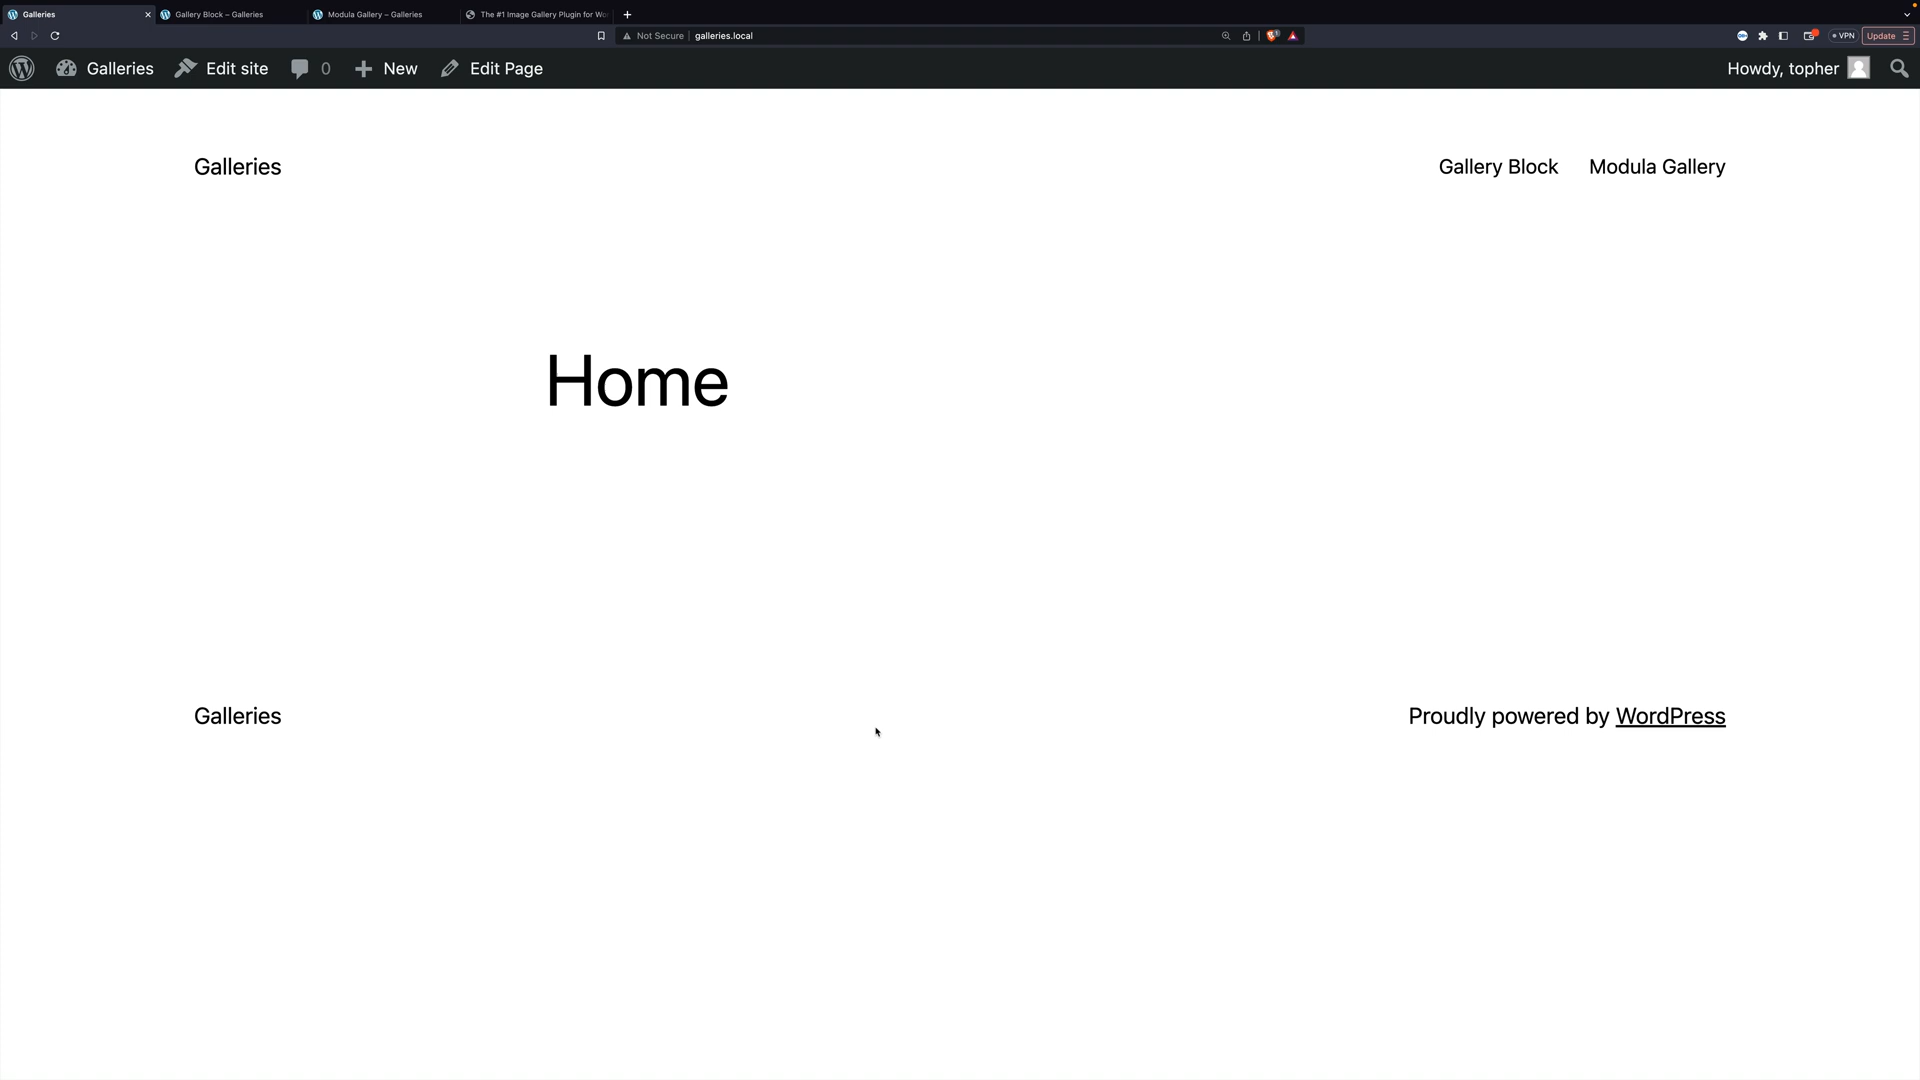 Galleries
Gallery Block – Galleries
Modula Gallery – Galleries
The #1 Image Gallery Plugin for Wor
Not Secure
galleries.local
VPN
Update
Galleries
Edit site
0
New
Edit Page
Howdy, topher
Galleries
Gallery Block
Modula Gallery
Home
Galleries
Proudly powered by WordPress